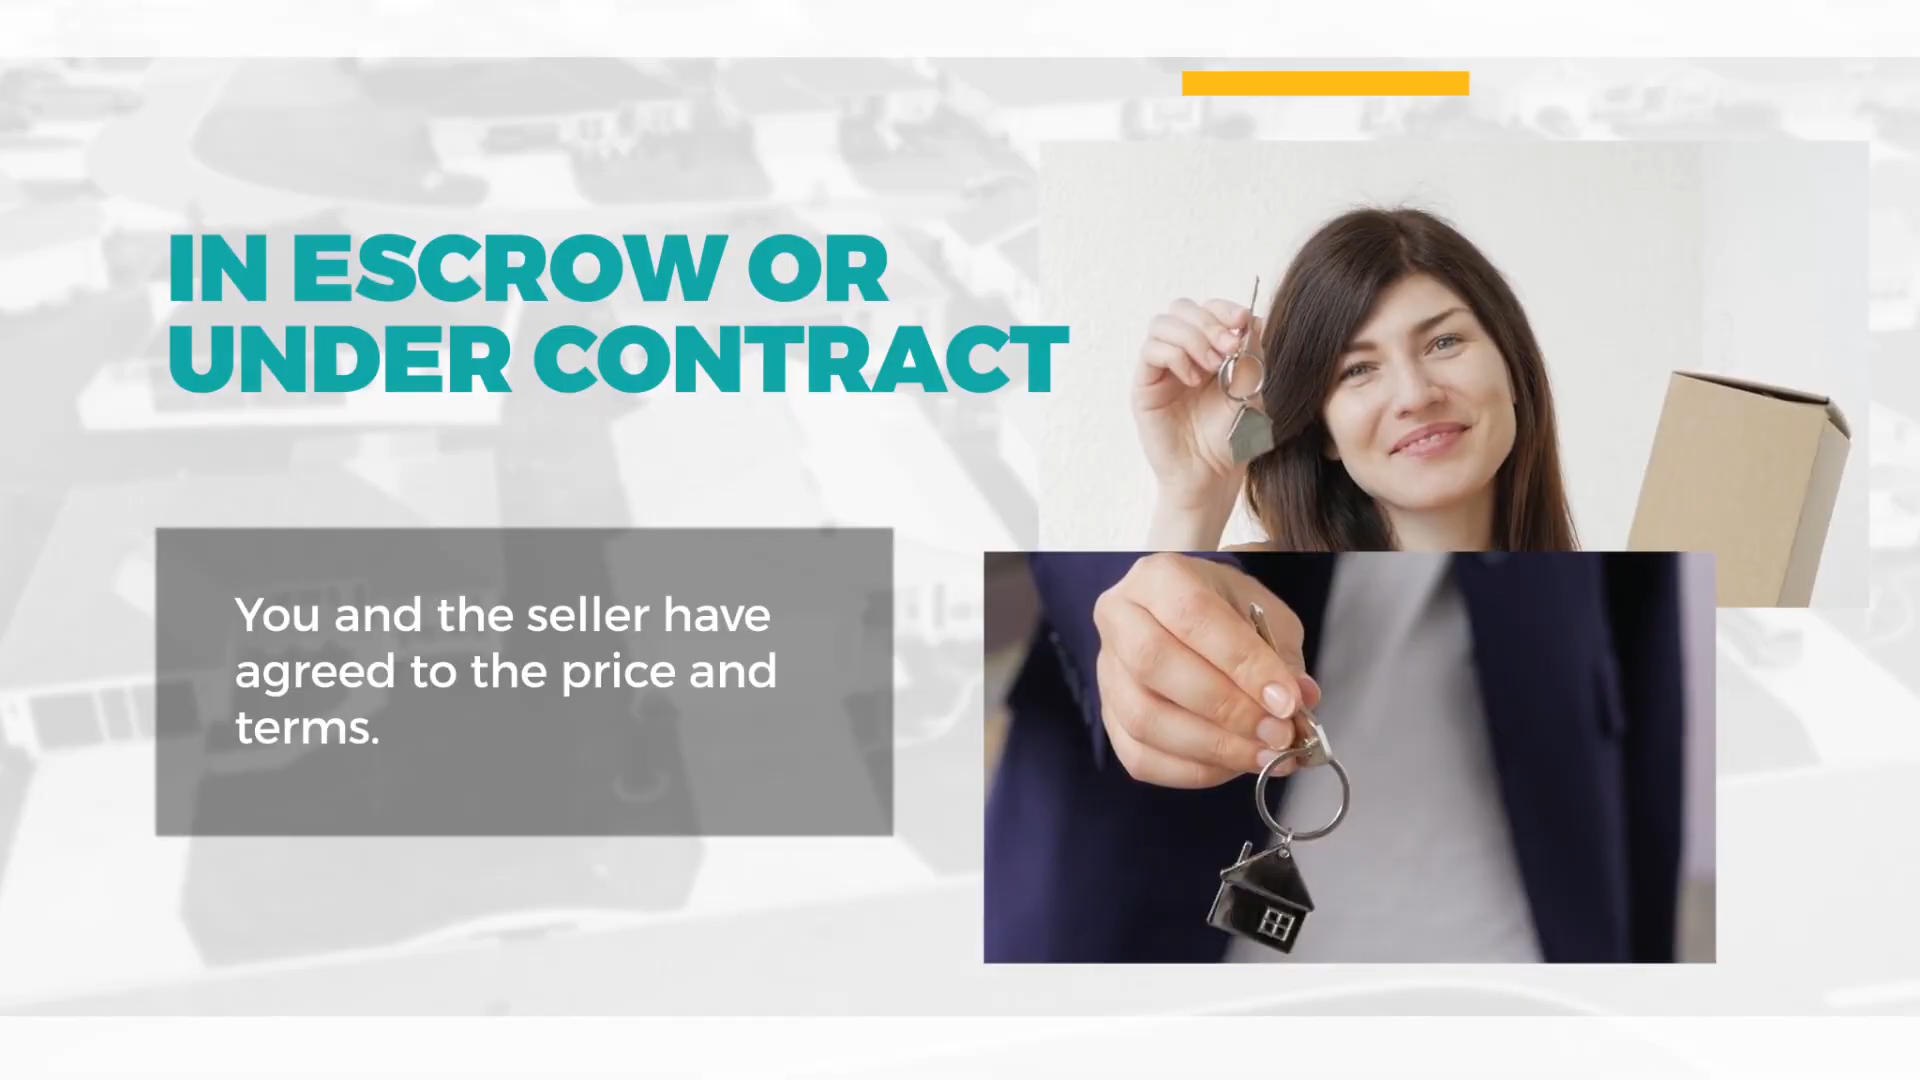 IN ESCROW OR
UNDER CONTRACT
You and the seller have
agreed to the price and
terms.